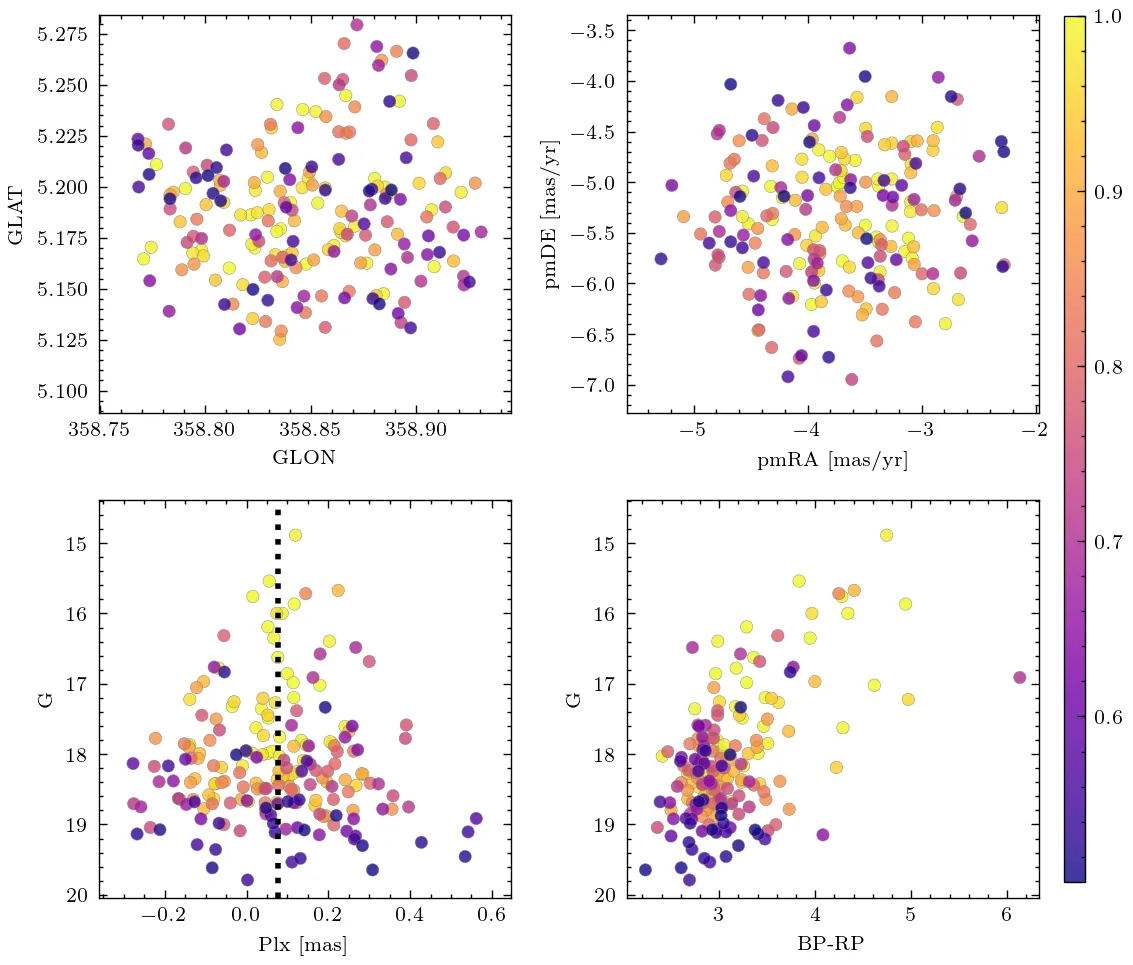 5.275
5.250
5.225
5.200
5.175
5.150
5.125
5.100
GLAT
358.75 358.80 358.85 358.90
GLON
−3.5
−4.0
−4.5
−5.0
−5.5
−6.0
−6.5
−7.0
pmDE [mas/yr]
−5 −4 −3 −2
pmRA [mas/yr]
1.0
0.9
0.8
0.7
0.6
15
16
17
18
19
20
G
−0.2 0.0 0.2 0.4 0.6
Plx [mas]
15
16
17
18
19
20
G
3 4 5 6
BP-RP